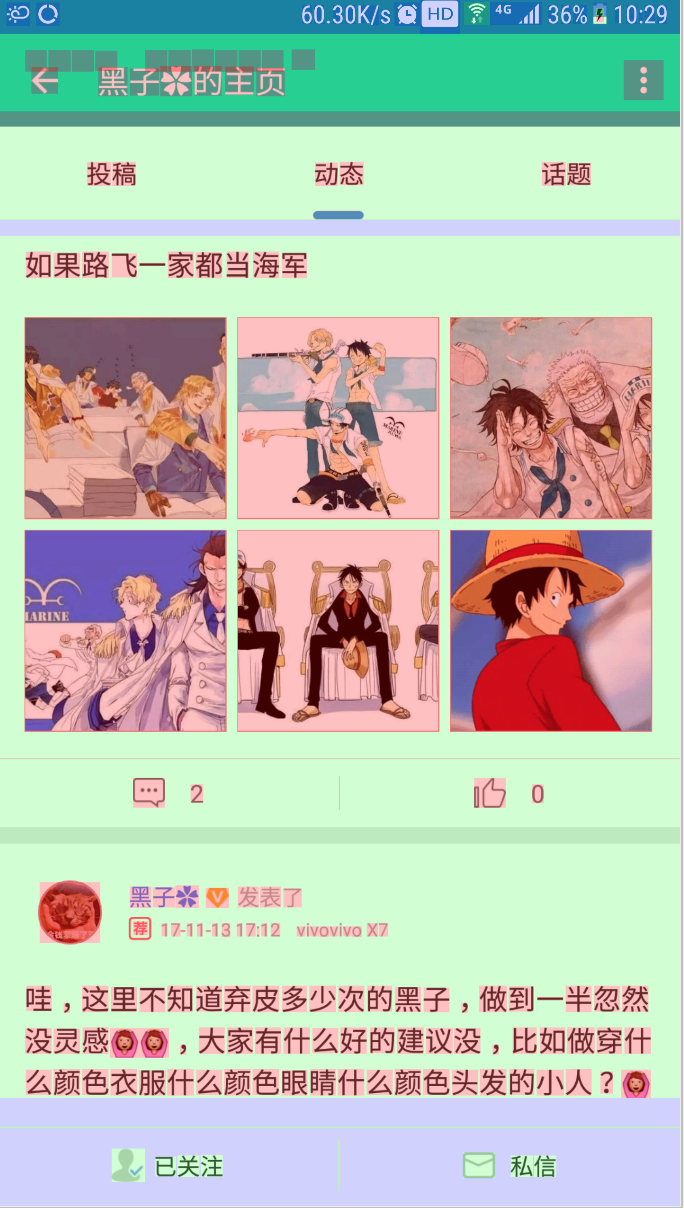 60.30K/s HD 4G 36% 10:29
黑子✿的主页
投稿 动态 话题
如果路飞一家都当海军
MARINE
2 0
黑子✿ V 发表了
荐 17-11-13 17:12 vivovivo X7
哇，这里不知道弃皮多少次的黑子，做到一半忽然
没灵感🙆🙆，大家有什么好的建议没，比如做穿什
么颜色衣服什么颜色眼睛什么颜色头发的小人？🙆
已关注 私信